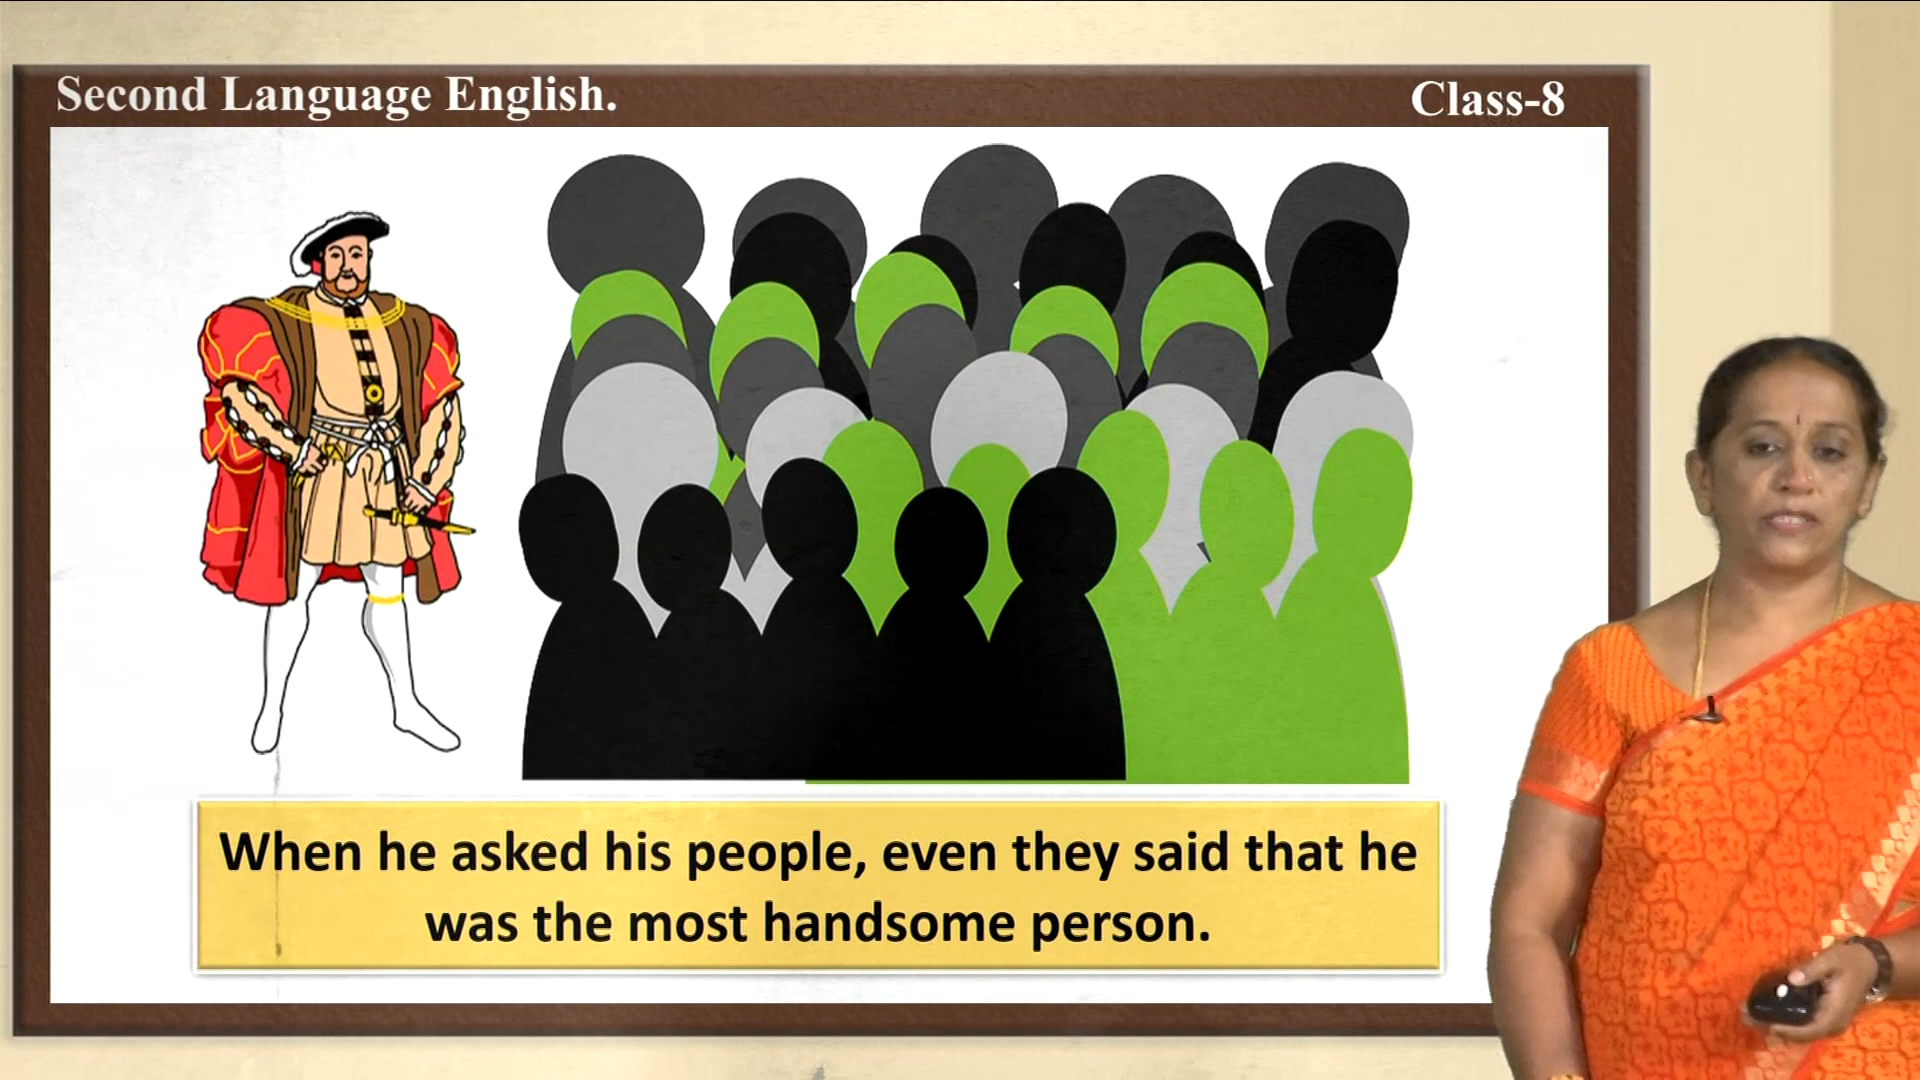 Second Language English.
Class-8
When he asked his people, even they said that he
was the most handsome person.